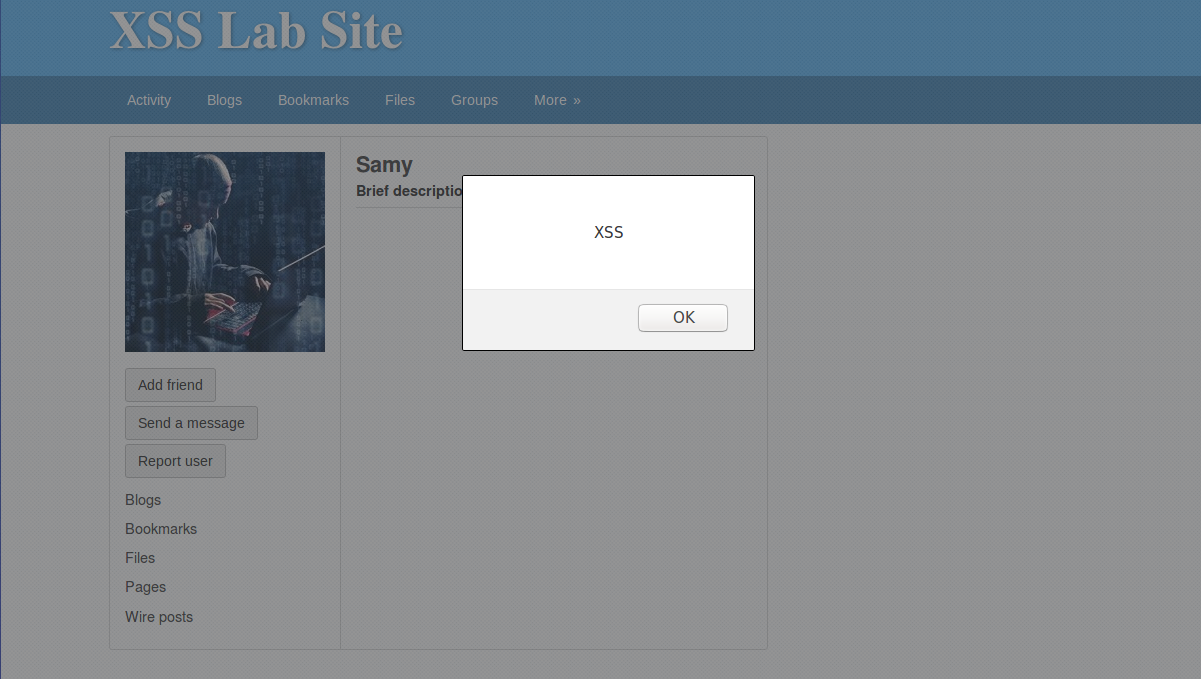 XSS Lab Site
Activity Blogs Bookmarks Files Groups More »
Samy
Brief descriptio
XSS
OK
Add friend
Send a message
Report user
Blogs
Bookmarks
Files
Pages
Wire posts